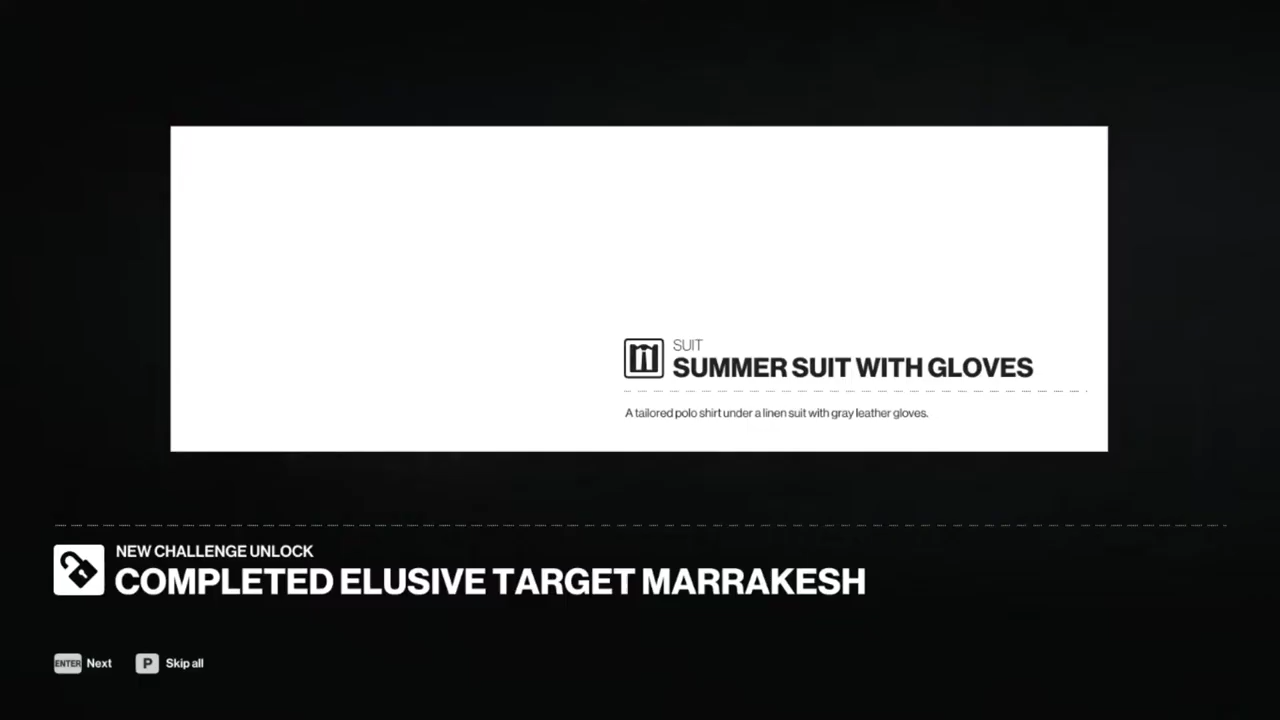 SUIT
SUMMER SUIT WITH GLOVES
A tailored polo shirt under a linen suit with gray leather gloves.
NEW CHALLENGE UNLOCK
COMPLETED ELUSIVE TARGET MARRAKESH
ENTER Next P Skip all